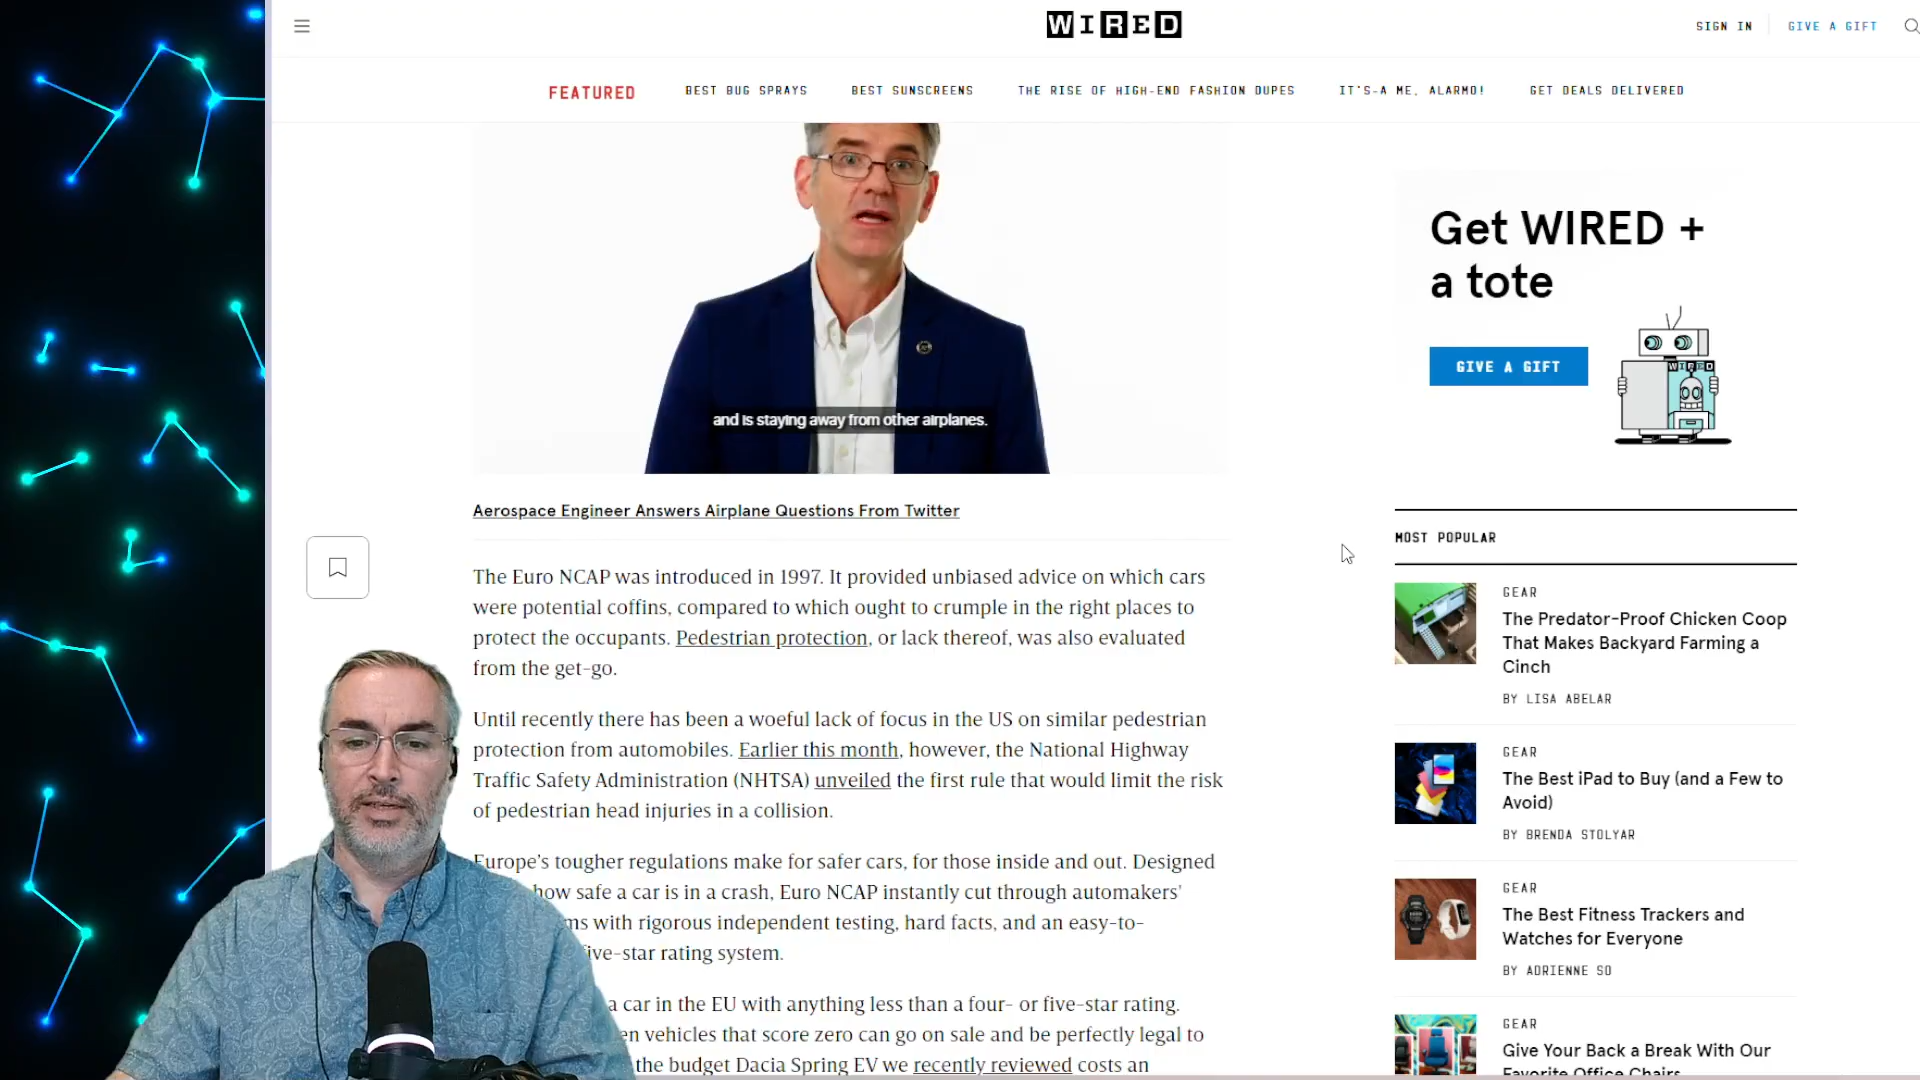 WIRED
SIGN IN
GIVE A GIFT
FEATURED
BEST BUG SPRAYS
BEST SUNSCREENS
THE RISE OF HIGH-END FASHION DUPES
IT'S-A ME, ALARMO!
GET DEALS DELIVERED
and is staying away from other airplanes.
Aerospace Engineer Answers Airplane Questions From Twitter
The Euro NCAP was introduced in 1997. It provided unbiased advice on which cars
were potential coffins, compared to which ought to crumple in the right places to
protect the occupants. Pedestrian protection, or lack thereof, was also evaluated
from the get-go.
Until recently there has been a woeful lack of focus in the US on similar pedestrian
protection from automobiles. Earlier this month, however, the National Highway
Traffic Safety Administration (NHTSA) unveiled the first rule that would limit the risk
of pedestrian head injuries in a collision.
Europe's tougher regulations make for safer cars, for those inside and out. Designed
how safe a car is in a crash, Euro NCAP instantly cut through automakers'
with rigorous independent testing, hard facts, and an easy-to-
five-star rating system.
a car in the EU with anything less than a four- or five-star rating.
vehicles that score zero can go on sale and be perfectly legal to
the budget Dacia Spring EV we recently reviewed costs an
Get WIRED +
a tote
GIVE A GIFT
WIRED
MOST POPULAR
GEAR
The Predator-Proof Chicken Coop
That Makes Backyard Farming a
Cinch
BY LISA ABELAR
GEAR
The Best iPad to Buy (and a Few to
Avoid)
BY BRENDA STOLYAR
GEAR
The Best Fitness Trackers and
Watches for Everyone
BY ADRIENNE SO
GEAR
Give Your Back a Break With Our
Favorite Office Chairs